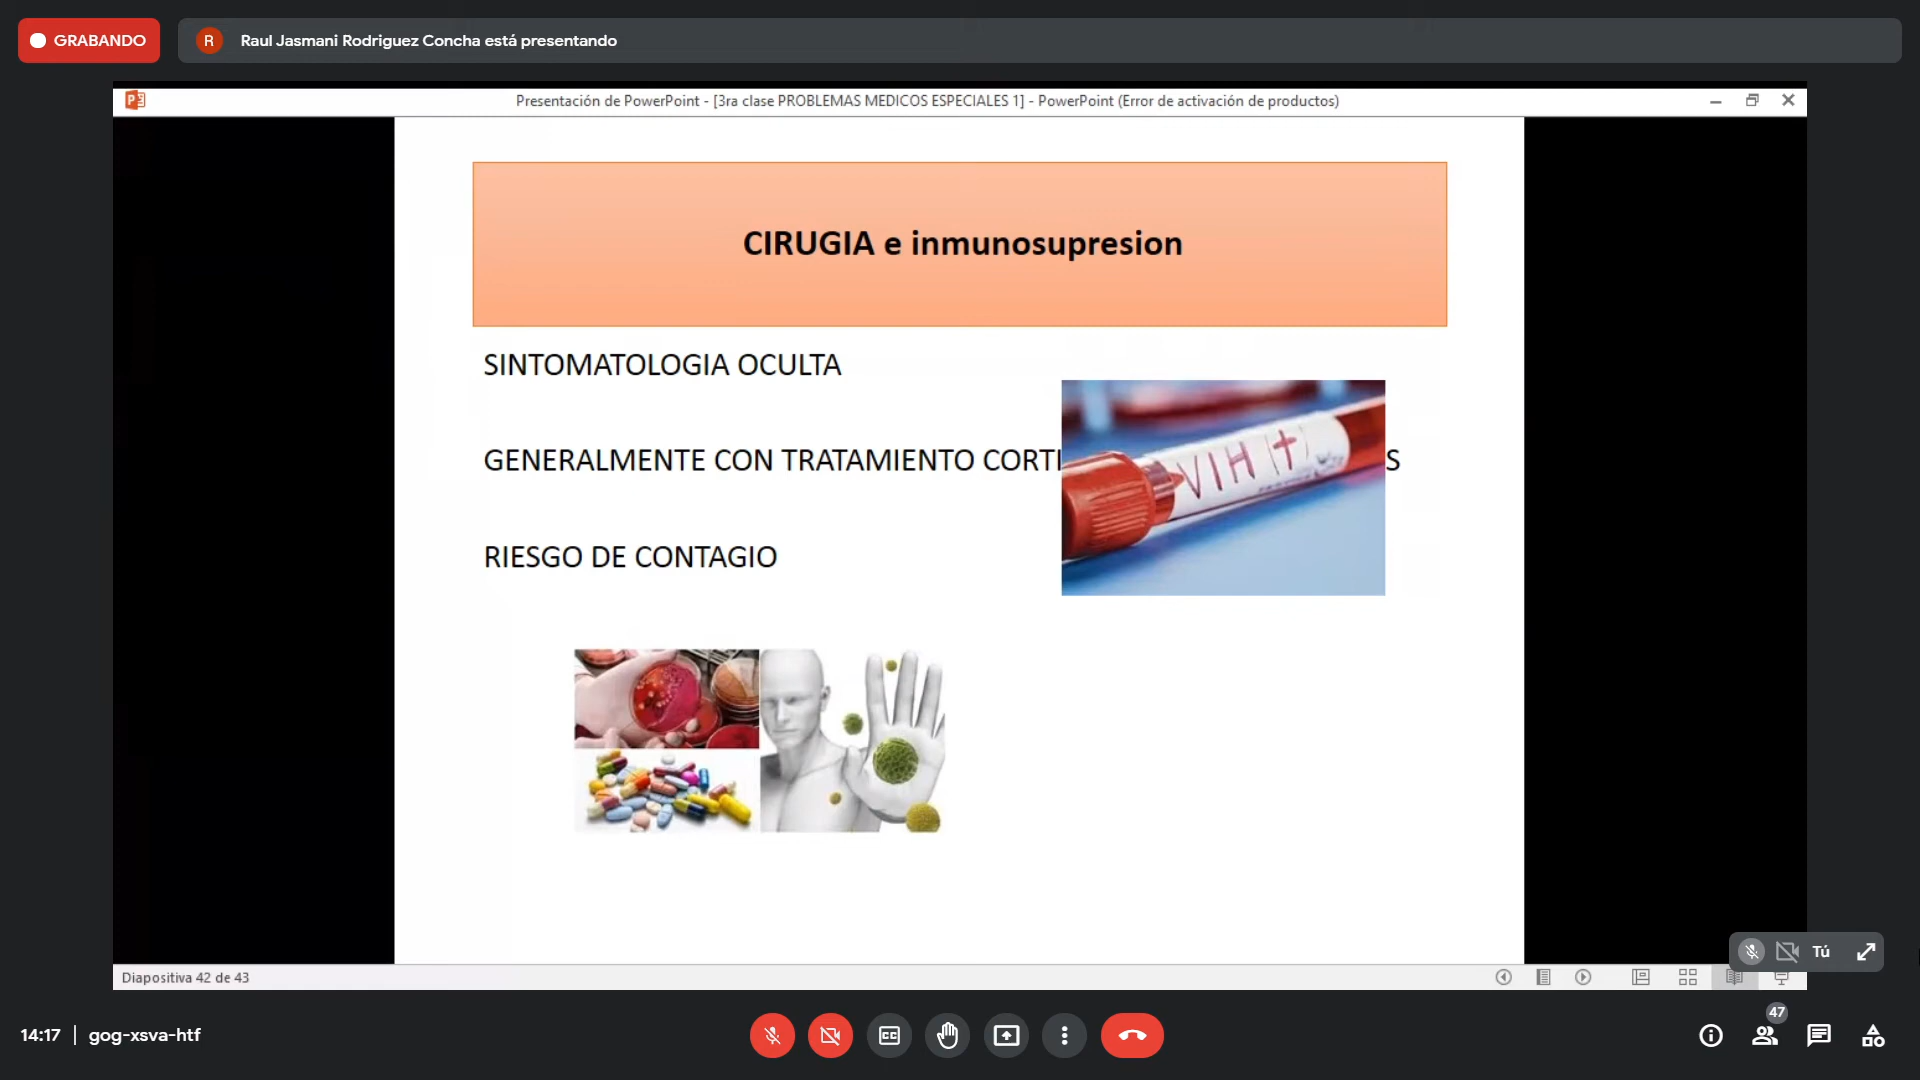 GRABANDO
R
Raul Jasmani Rodriguez Concha está presentando
Presentación de PowerPoint - [3ra clase PROBLEMAS MEDICOS ESPECIALES 1] - PowerPoint (Error de activación de productos)
CIRUGIA e inmunosupresion
SINTOMATOLOGIA OCULTA
GENERALMENTE CON TRATAMIENTO CORTI S
VIH (+)
RIESGO DE CONTAGIO
Tú
Diapositiva 42 de 43
47
14:17 | gog-xsva-htf